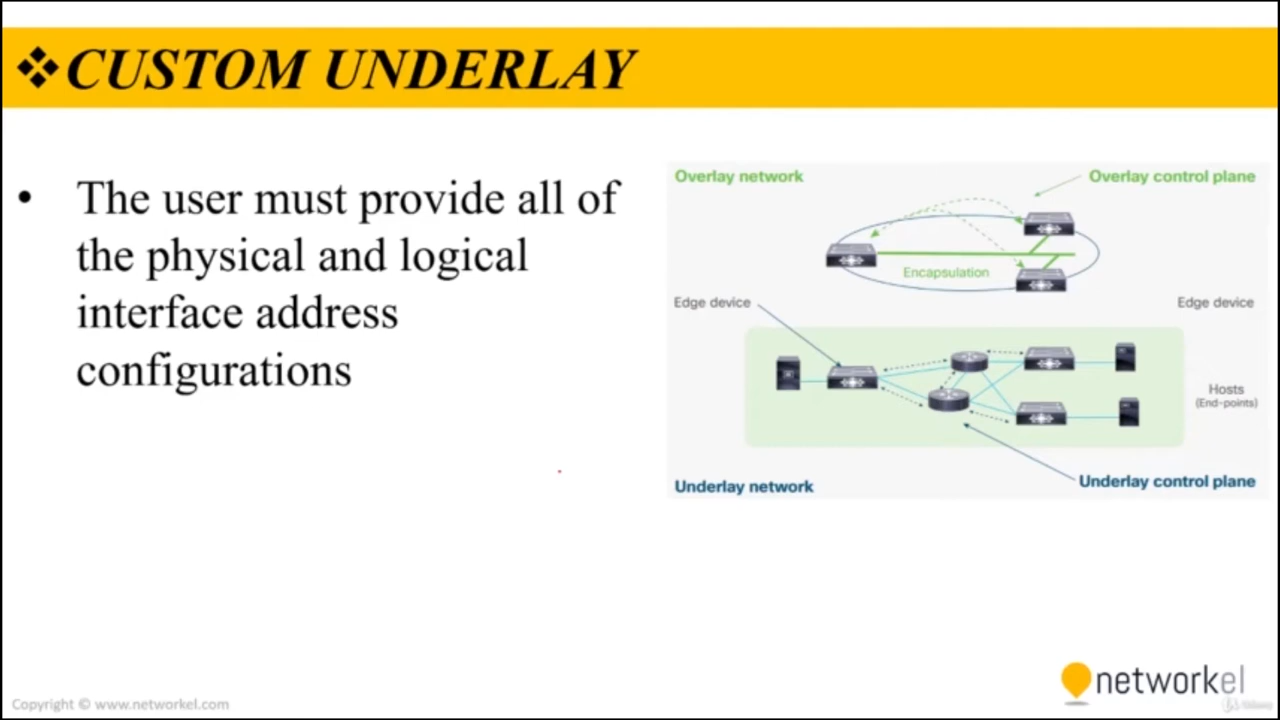 ❖CUSTOM UNDERLAY
• The user must provide all of
the physical and logical
interface address
configurations
Overlay network
Overlay control plane
Encapsulation
Edge device
Edge device
Hosts
(End-points)
Underlay network
Underlay control plane
networkel
Copyright © www.networkel.com